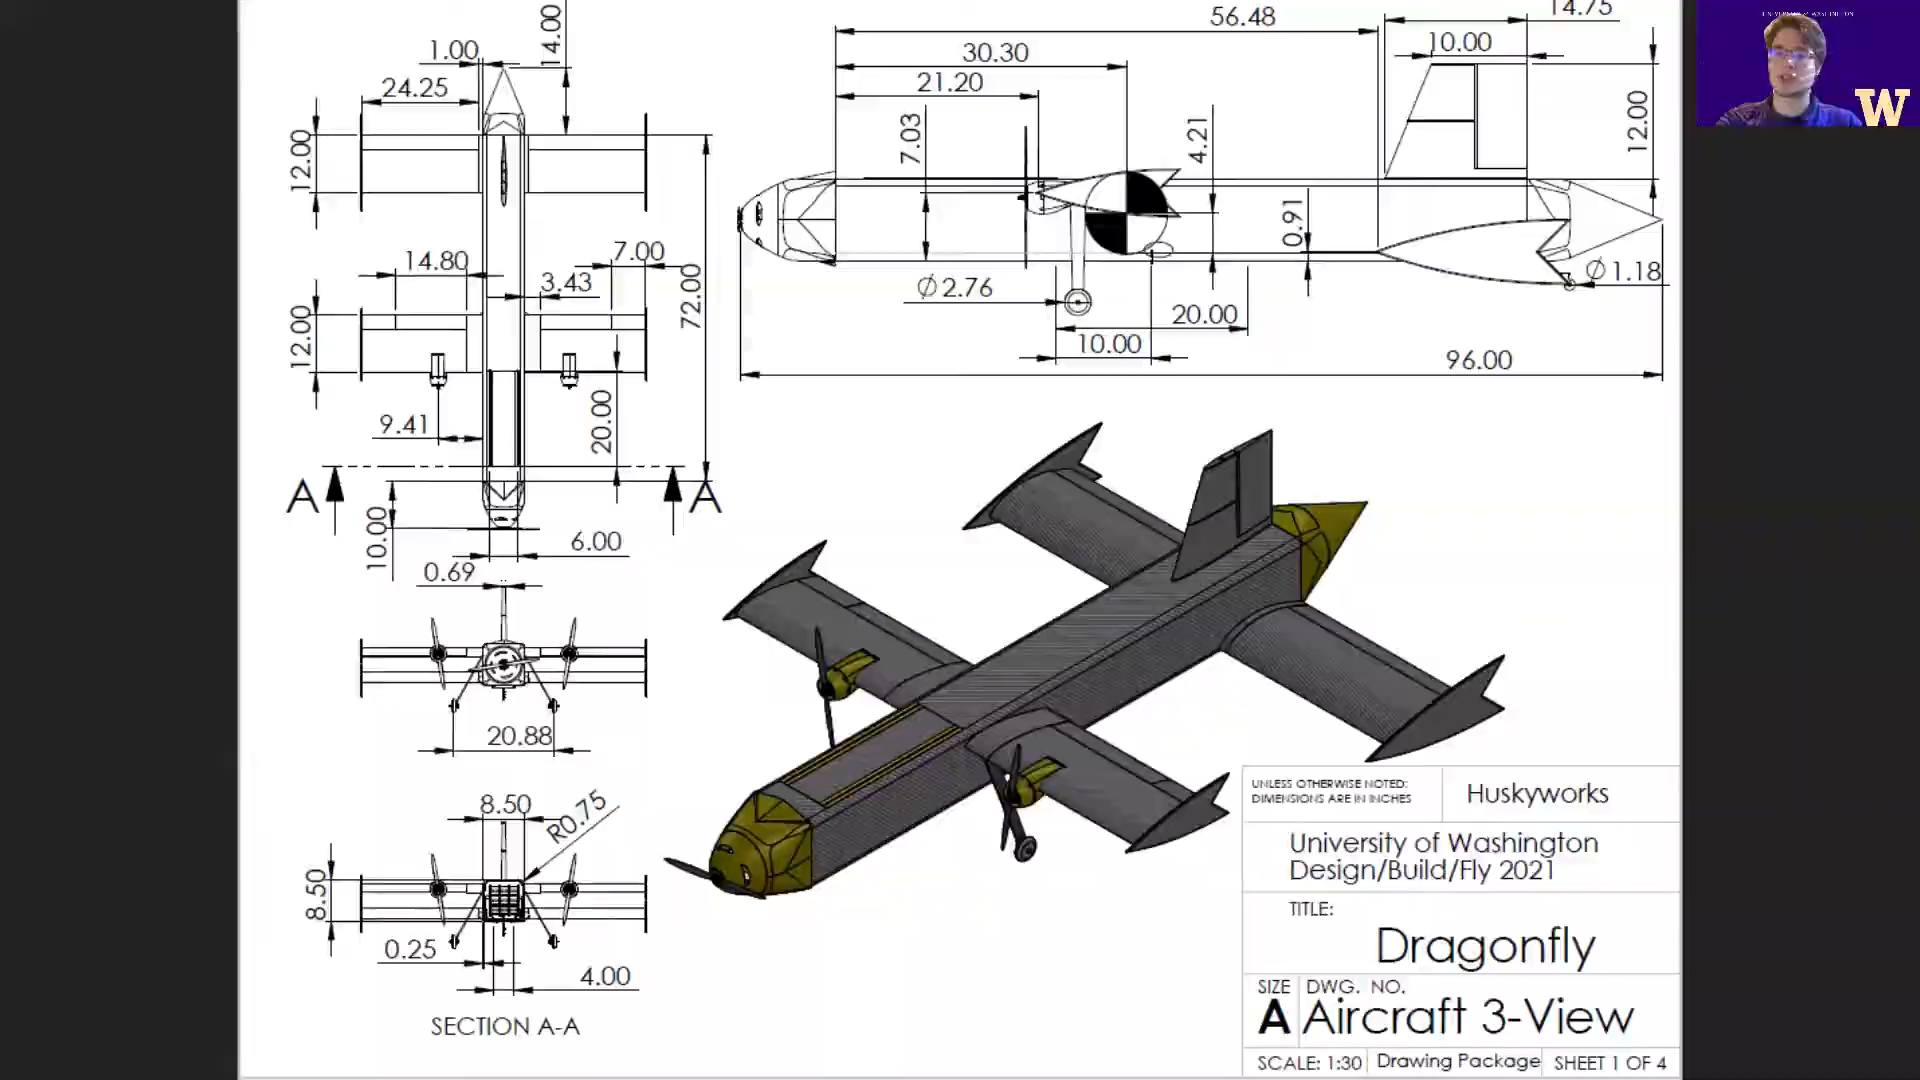 14.00
1.00
24.25
12.00
14.80
7.00
3.43
72.00
12.00
9.41
20.00
A
A
10.00
6.00
0.69
20.88
8.50
R0.75
8.50
0.25
4.00
SECTION A-A
56.48
14.75
30.30
10.00
21.20
7.03
4.21
12.00
0.91
∅1.18
∅2.76
20.00
10.00
96.00
UNLESS OTHERWISE NOTED:
DIMENSIONS ARE IN INCHES
Huskyworks
University of Washington
Design/Build/Fly 2021
TITLE:
Dragonfly
SIZE
DWG. NO.
A
Aircraft 3-View
SCALE: 1:30
Drawing Package
SHEET 1 OF 4
W